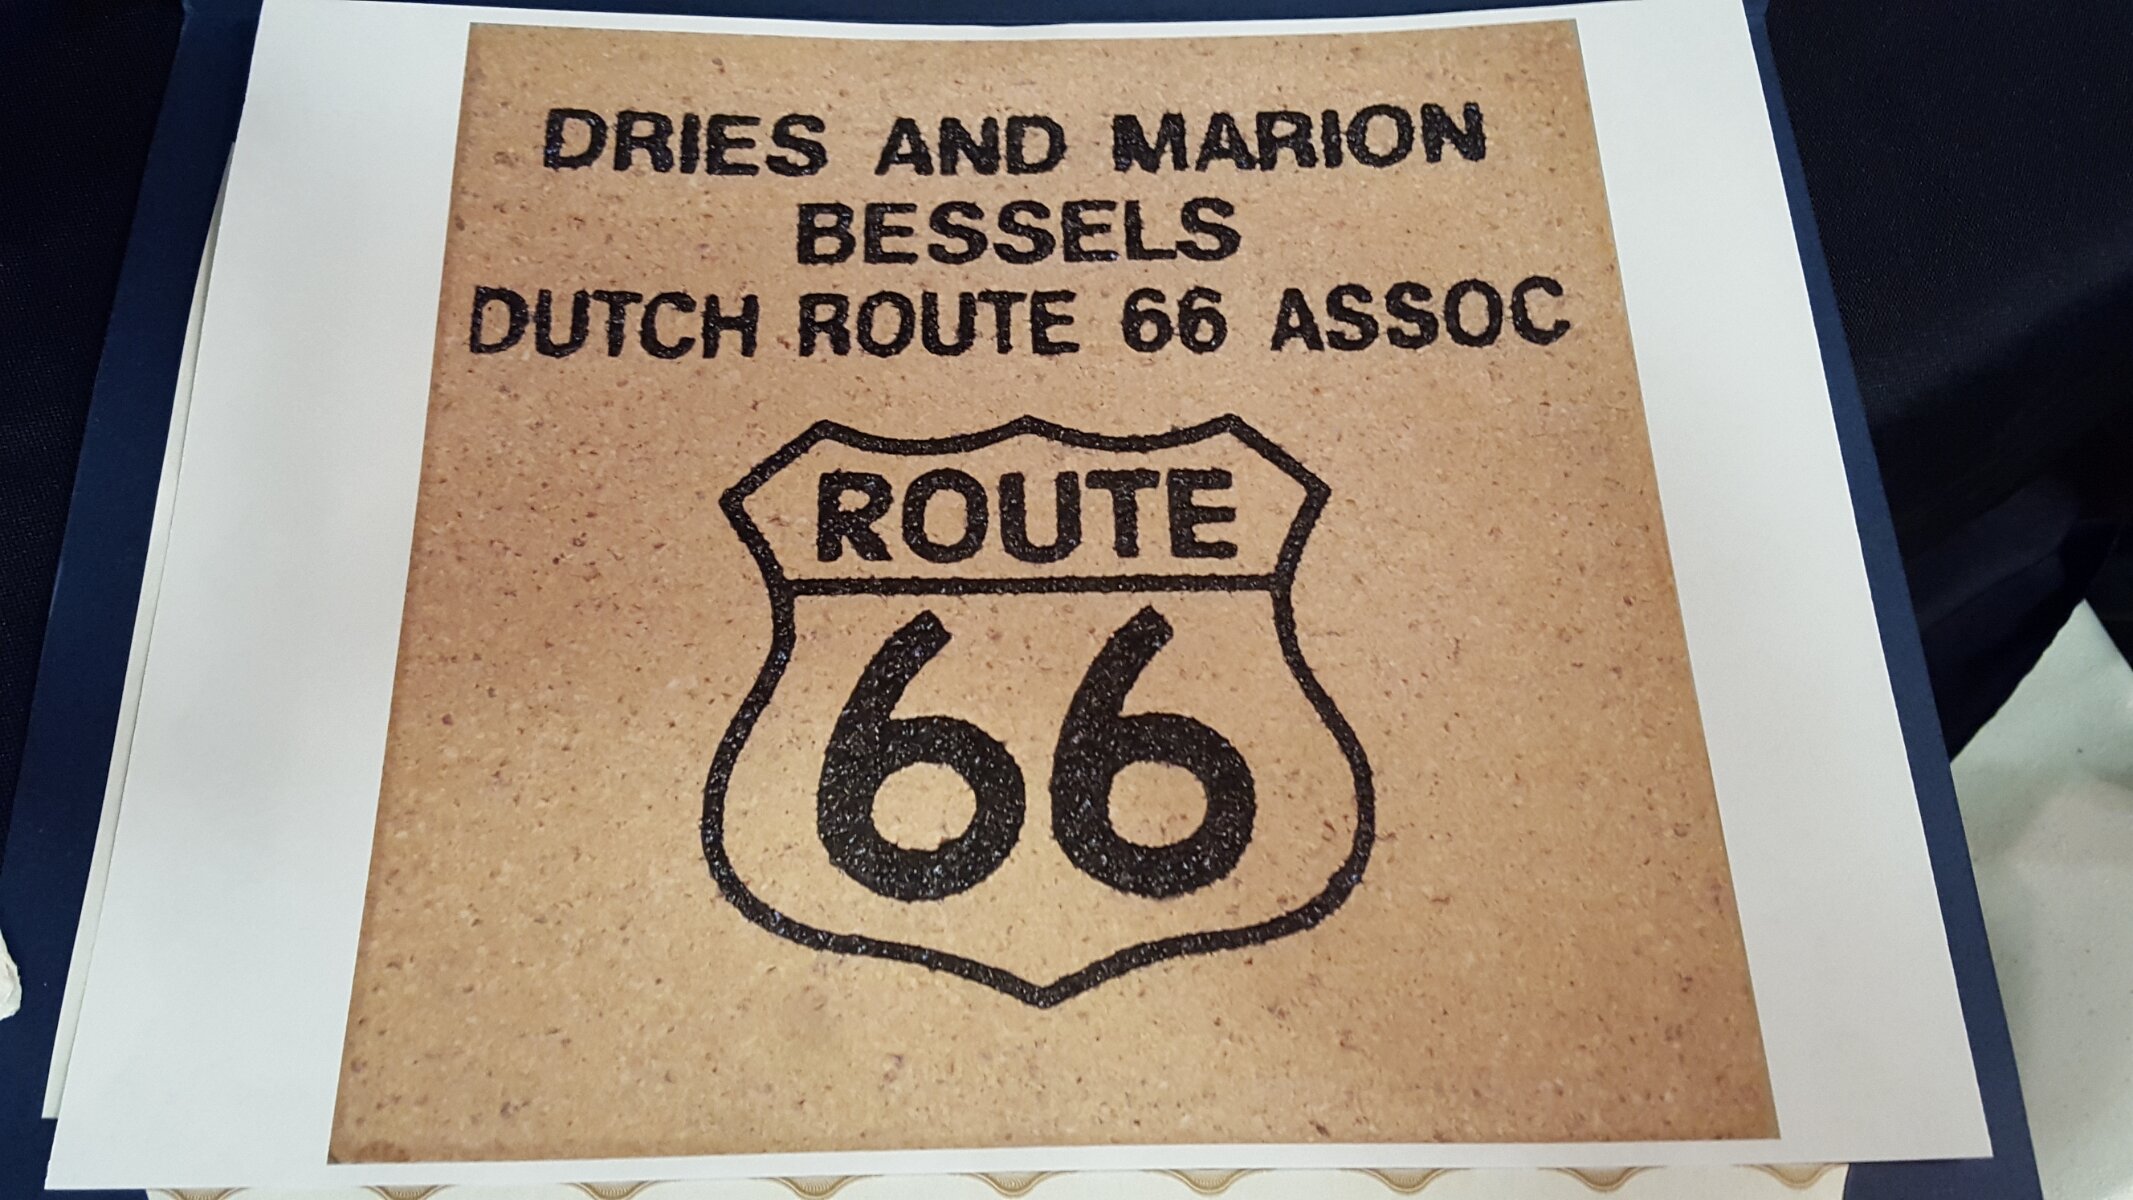 DRIES AND MARION
BESSELS
DUTCH ROUTE 66 ASSOC
ROUTE
66